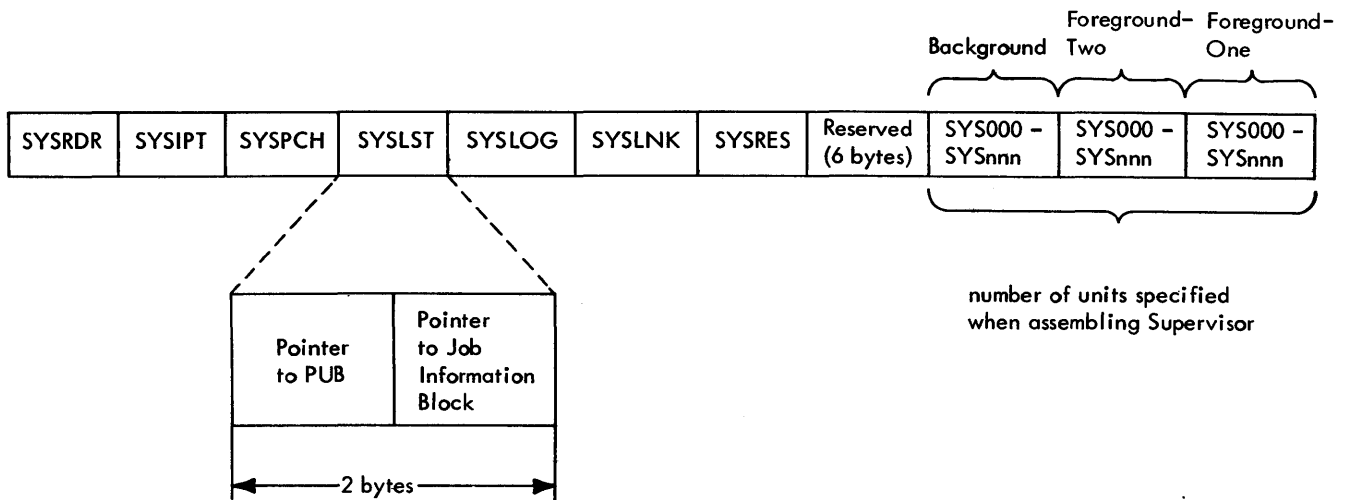 Foreground– Foreground–
Background Two One
SYSRDR SYSIPT SYSPCH SYSLST SYSLOG SYSLNK SYSRES Reserved (6 bytes) SYS000 – SYSnnn SYS000 – SYSnnn SYS000 – SYSnnn
number of units specified
when assembling Supervisor
Pointer
to PUB
Pointer
to Job
Information
Block
2 bytes